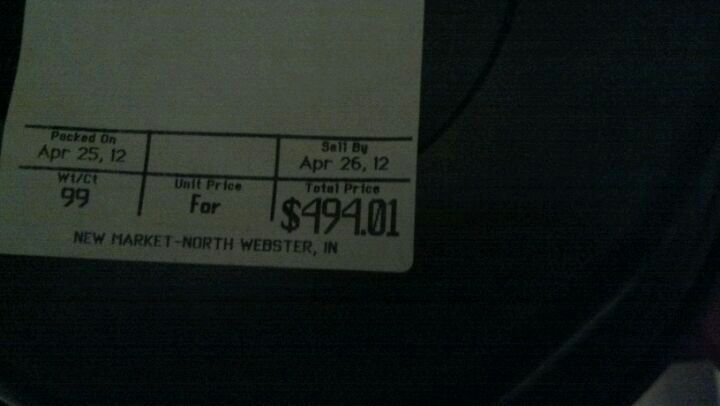 Packed On
Sell By
Apr 25, 12
Apr 26, 12
Wt/Ct
Unit Price
Total Price
99
For
$494.01
NEW MARKET-NORTH WEBSTER, IN